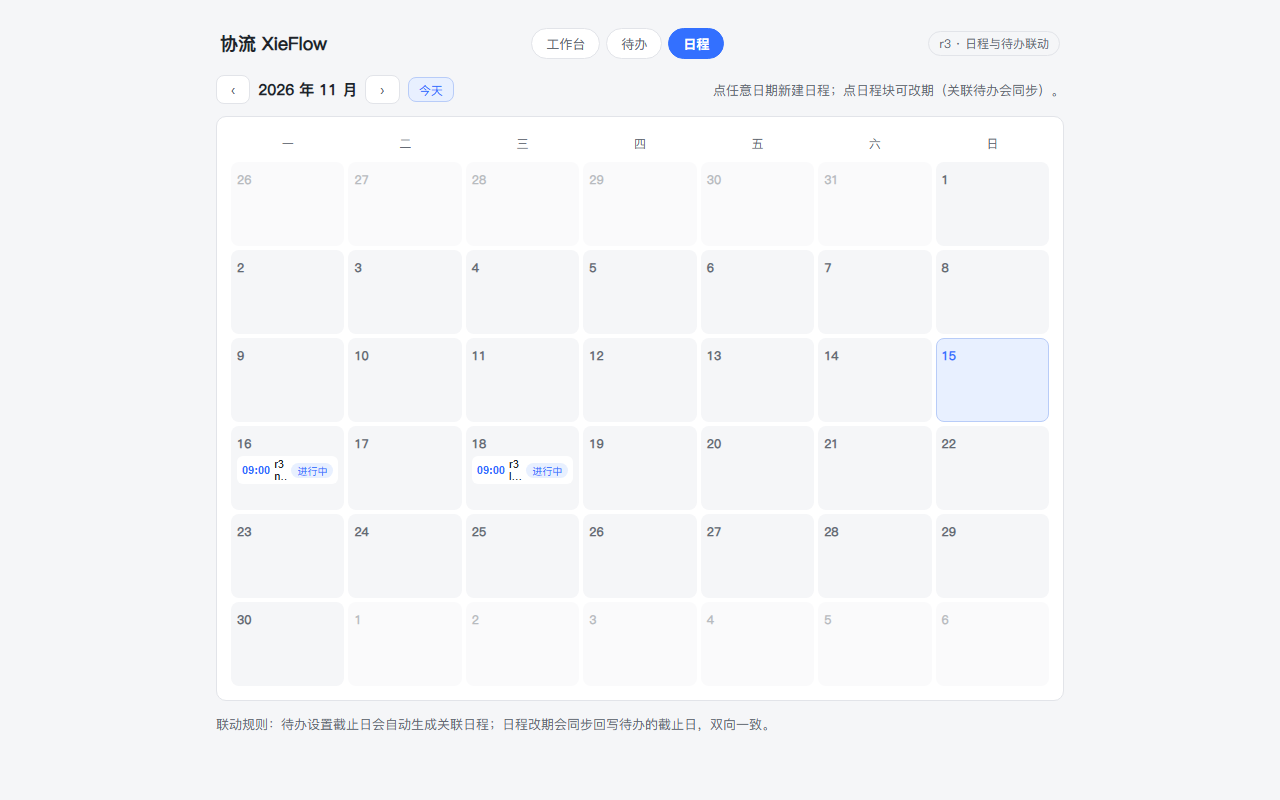 协流 XieFlow
工作台 待办 日程
r3 · 日程与待办联动
‹ 2026 年 11 月 › 今天
点任意日期新建日程；点日程块可改期（关联待办会同步）。
一 二 三 四 五 六 日
26 27 28 29 30 31 1
2 3 4 5 6 7 8
9 10 11 12 13 14 15
16 17 18 19 20 21 22
09:00 r3 n... 进行中
09:00 r3 l... 进行中
23 24 25 26 27 28 29
30 1 2 3 4 5 6
联动规则：待办设置截止日会自动生成关联日程；日程改期会同步回写待办的截止日，双向一致。